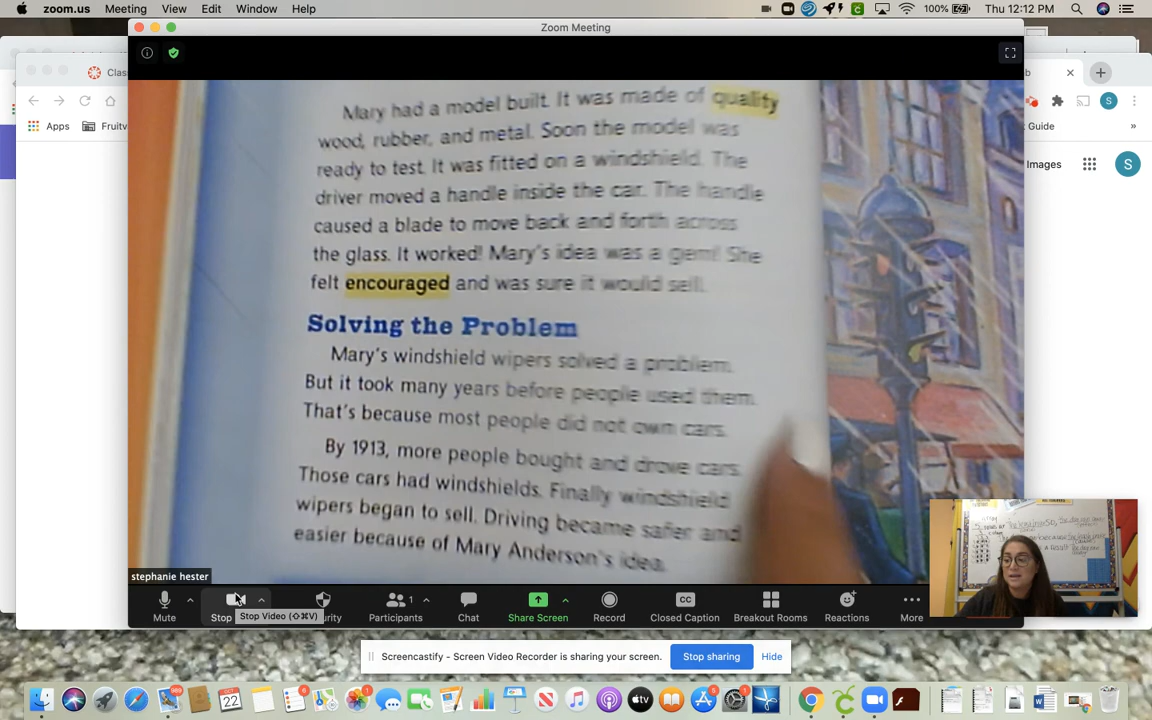 zoom.us Meeting View Edit Window Help 100% Thu 12:12 PM
Zoom Meeting
Clas
Apps Fruitv
b
Guide
Images
S
S
Mary had a model built. It was made of quality
wood, rubber, and metal. Soon the model was
ready to test. It was fitted on a windshield. The
driver moved a handle inside the car. The handle
caused a blade to move back and forth across
the glass. It worked! Mary's idea was a gem! She
felt encouraged and was sure it would sell.
Solving the Problem
Mary's windshield wipers solved a problem.
But it took many years before people used them.
That's because most people did not own cars.
By 1913, more people bought and drove cars.
Those cars had windshields. Finally windshield
wipers began to sell. Driving became safer and
easier because of Mary Anderson's idea.
stephanie hester
1
Mute Stop urity Participants Chat Share Screen Record Closed Caption Breakout Rooms Reactions More
Stop Video (⇧⌘V)
Screencastify - Screen Video Recorder is sharing your screen. Stop sharing Hide
OCT
22